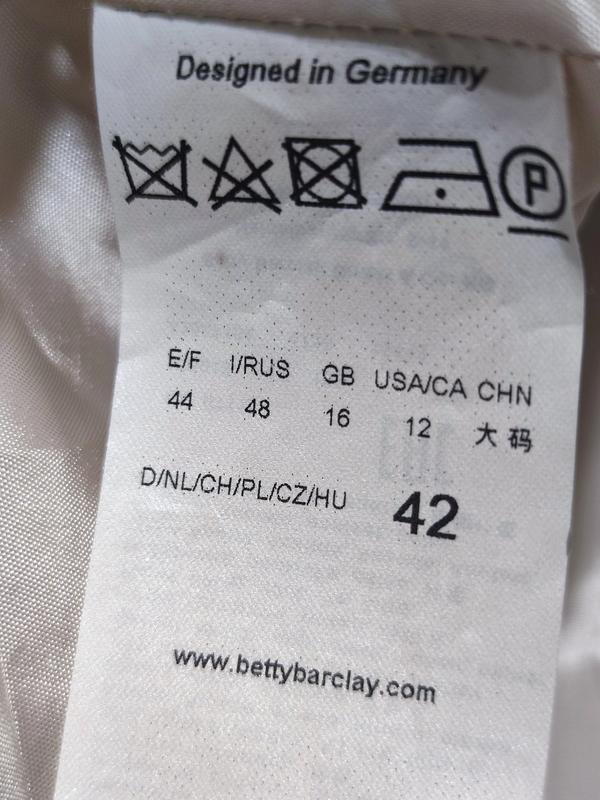 Designed in Germany
P
E/F I/RUS GB USA/CA CHN
44 48 16 12 大码
D/NL/CH/PL/CZ/HU 42
www.bettybarclay.com